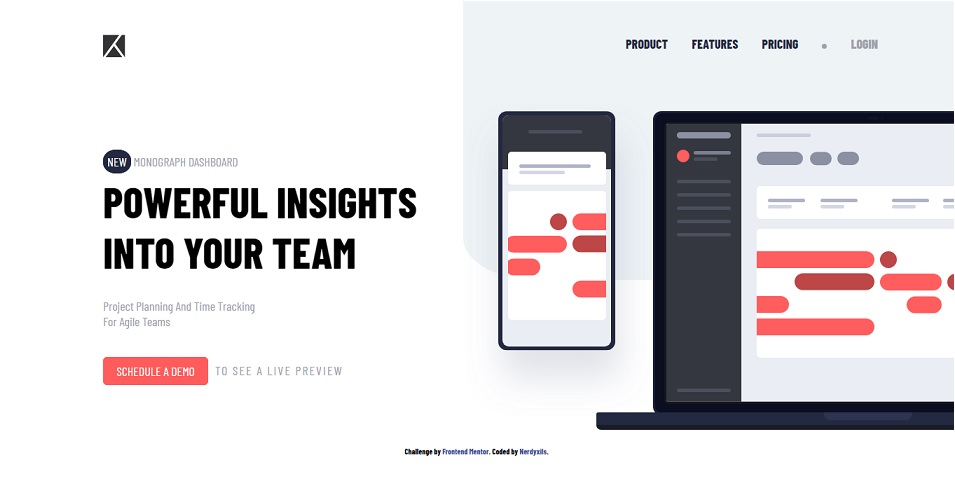 PRODUCT FEATURES PRICING LOGIN
NEW MONOGRAPH DASHBOARD
POWERFUL INSIGHTS
INTO YOUR TEAM
Project Planning And Time Tracking
For Agile Teams
SCHEDULE A DEMO TO SEE A LIVE PREVIEW
Challenge by Frontend Mentor. Coded by Nerdyxils.